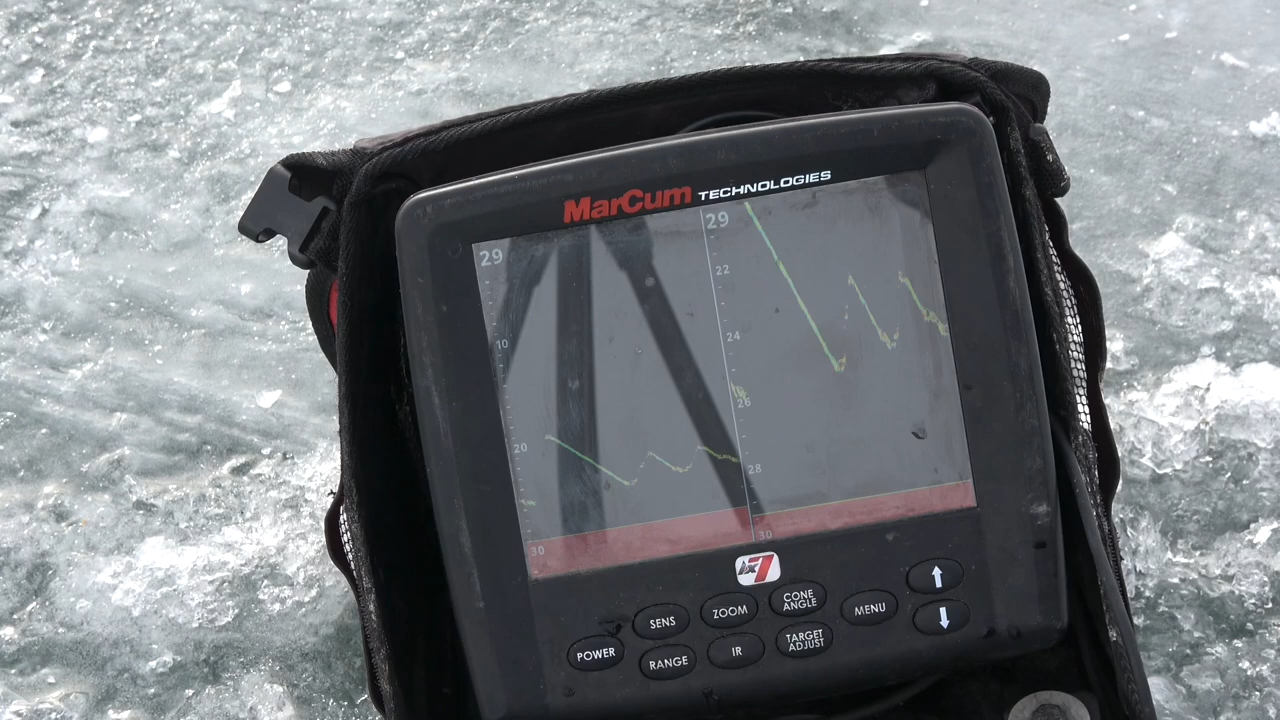 MarCum TECHNOLOGIES
29
10
20
30
29
22
24
26
28
30
LX7
POWER
SENS
RANGE
ZOOM
IR
CONE ANGLE
TARGET ADJUST
MENU